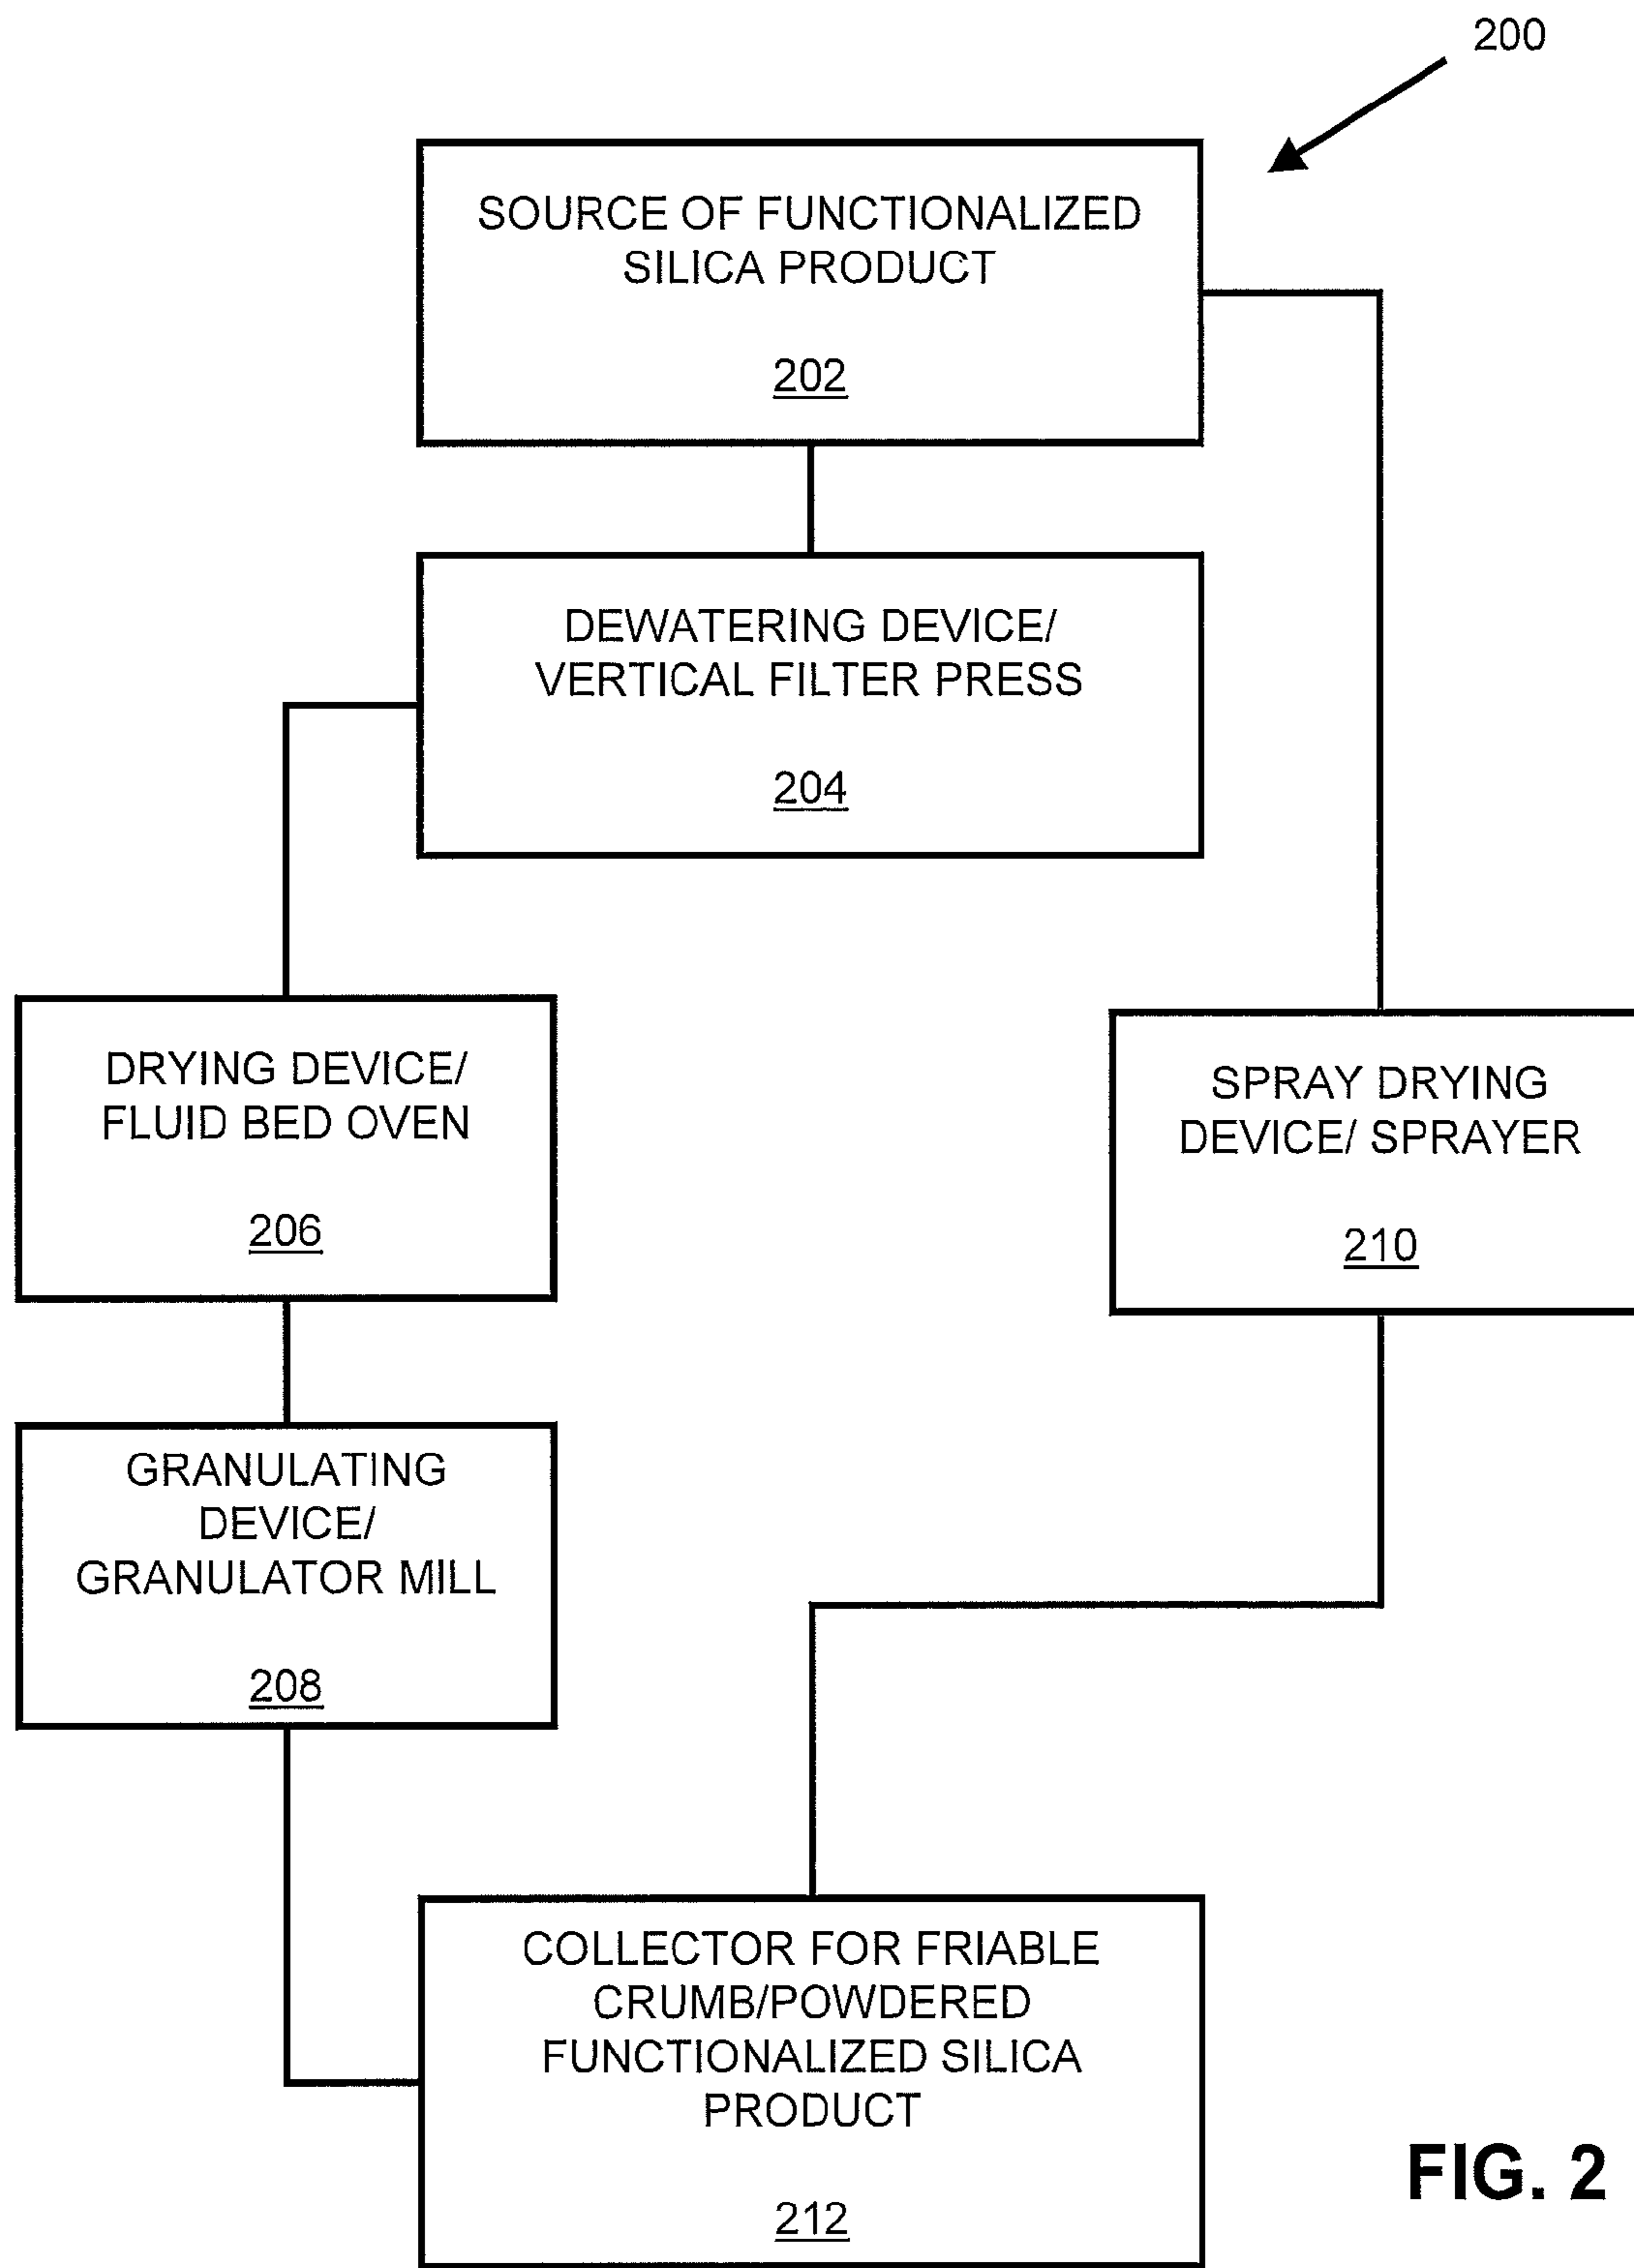 200
SOURCE OF FUNCTIONALIZED
SILICA PRODUCT
202
DEWATERING DEVICE/
VERTICAL FILTER PRESS
204
DRYING DEVICE/
FLUID BED OVEN
206
SPRAY DRYING
DEVICE/ SPRAYER
210
GRANULATING
DEVICE/
GRANULATOR MILL
208
COLLECTOR FOR FRIABLE
CRUMB/POWDERED
FUNCTIONALIZED SILICA
PRODUCT
212
FIG. 2